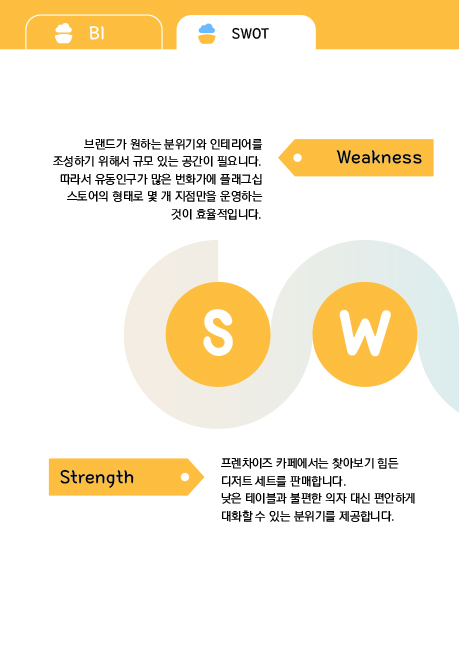 BI
SWOT
브랜드가 원하는 분위기와 인테리어를
조성하기 위해서 규모 있는 공간이 필요니다.
따라서 유동인구가 많은 번화가에 플래그십
스토어의 형태로 몇 개 지점만을 운영하는
것이 효율적입니다.
Weakness
S
W
Strength
프렌차이즈 카페에서는 찾아보기 힘든
디저트 세트를 판매합니다.
낮은 테이블과 불편한 의자 대신 편안하게
대화할 수 있는 분위기를 제공합니다.